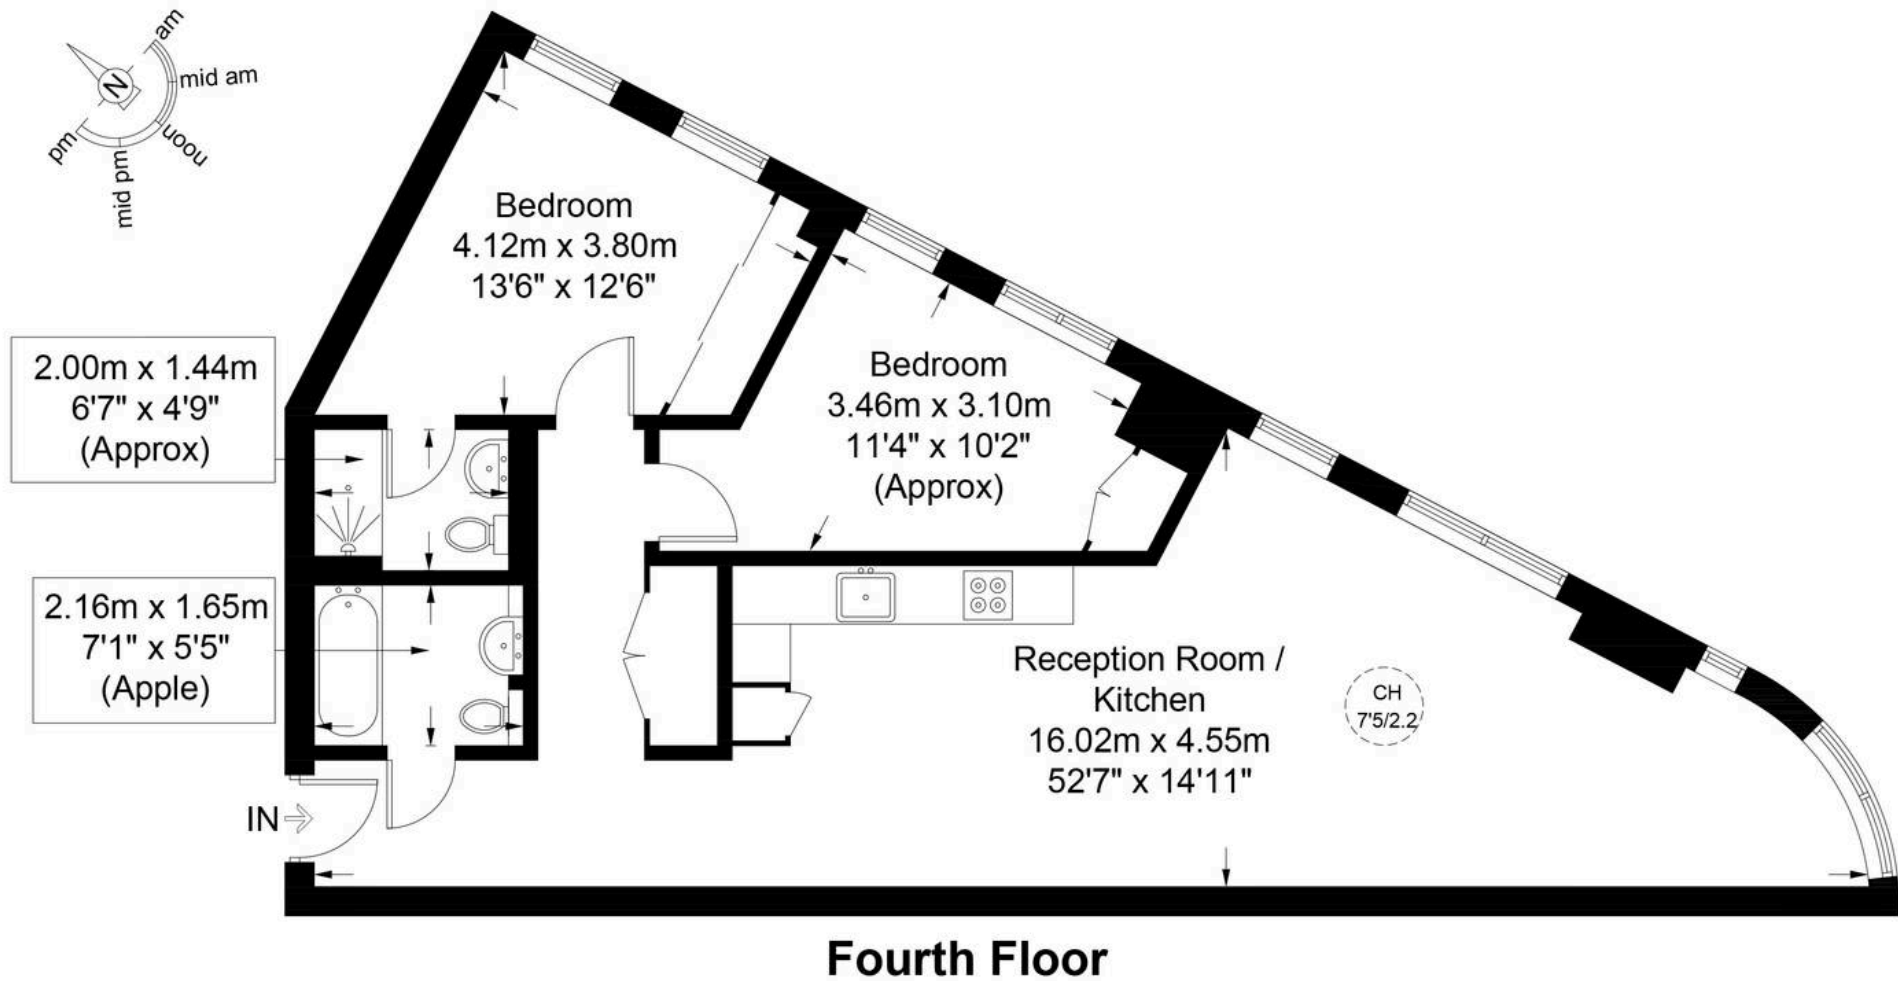 am
mid am
noon
mid pm
pm
N
Bedroom
4.12m x 3.80m
13'6" x 12'6"
Bedroom
3.46m x 3.10m
11'4" x 10'2"
(Approx)
2.00m x 1.44m
6'7" x 4'9"
(Approx)
2.16m x 1.65m
7'1" x 5'5"
(Apple)
Reception Room /
Kitchen
16.02m x 4.55m
52'7" x 14'11"
CH
7'5/2.2
IN
Fourth Floor